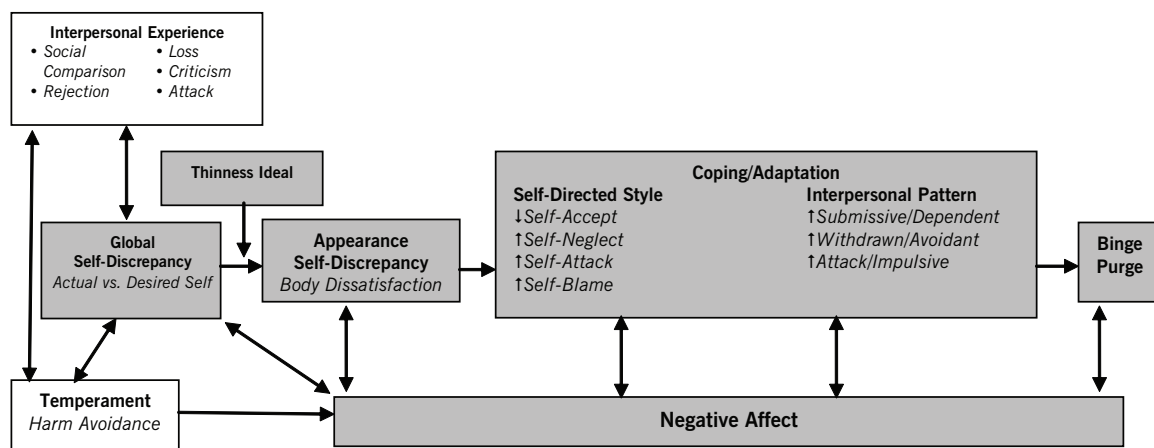 Interpersonal Experience
• Social Comparison
• Rejection
• Loss
• Criticism
• Attack
Thinness Ideal
Global
Self-Discrepancy
Actual vs. Desired Self
Appearance
Self-Discrepancy
Body Dissatisfaction
Coping/Adaptation
Self-Directed Style
↓Self-Accept
↑Self-Neglect
↑Self-Attack
↑Self-Blame
Interpersonal Pattern
↑Submissive/Dependent
↑Withdrawn/Avoidant
↑Attack/Impulsive
Binge
Purge
Temperament
Harm Avoidance
Negative Affect